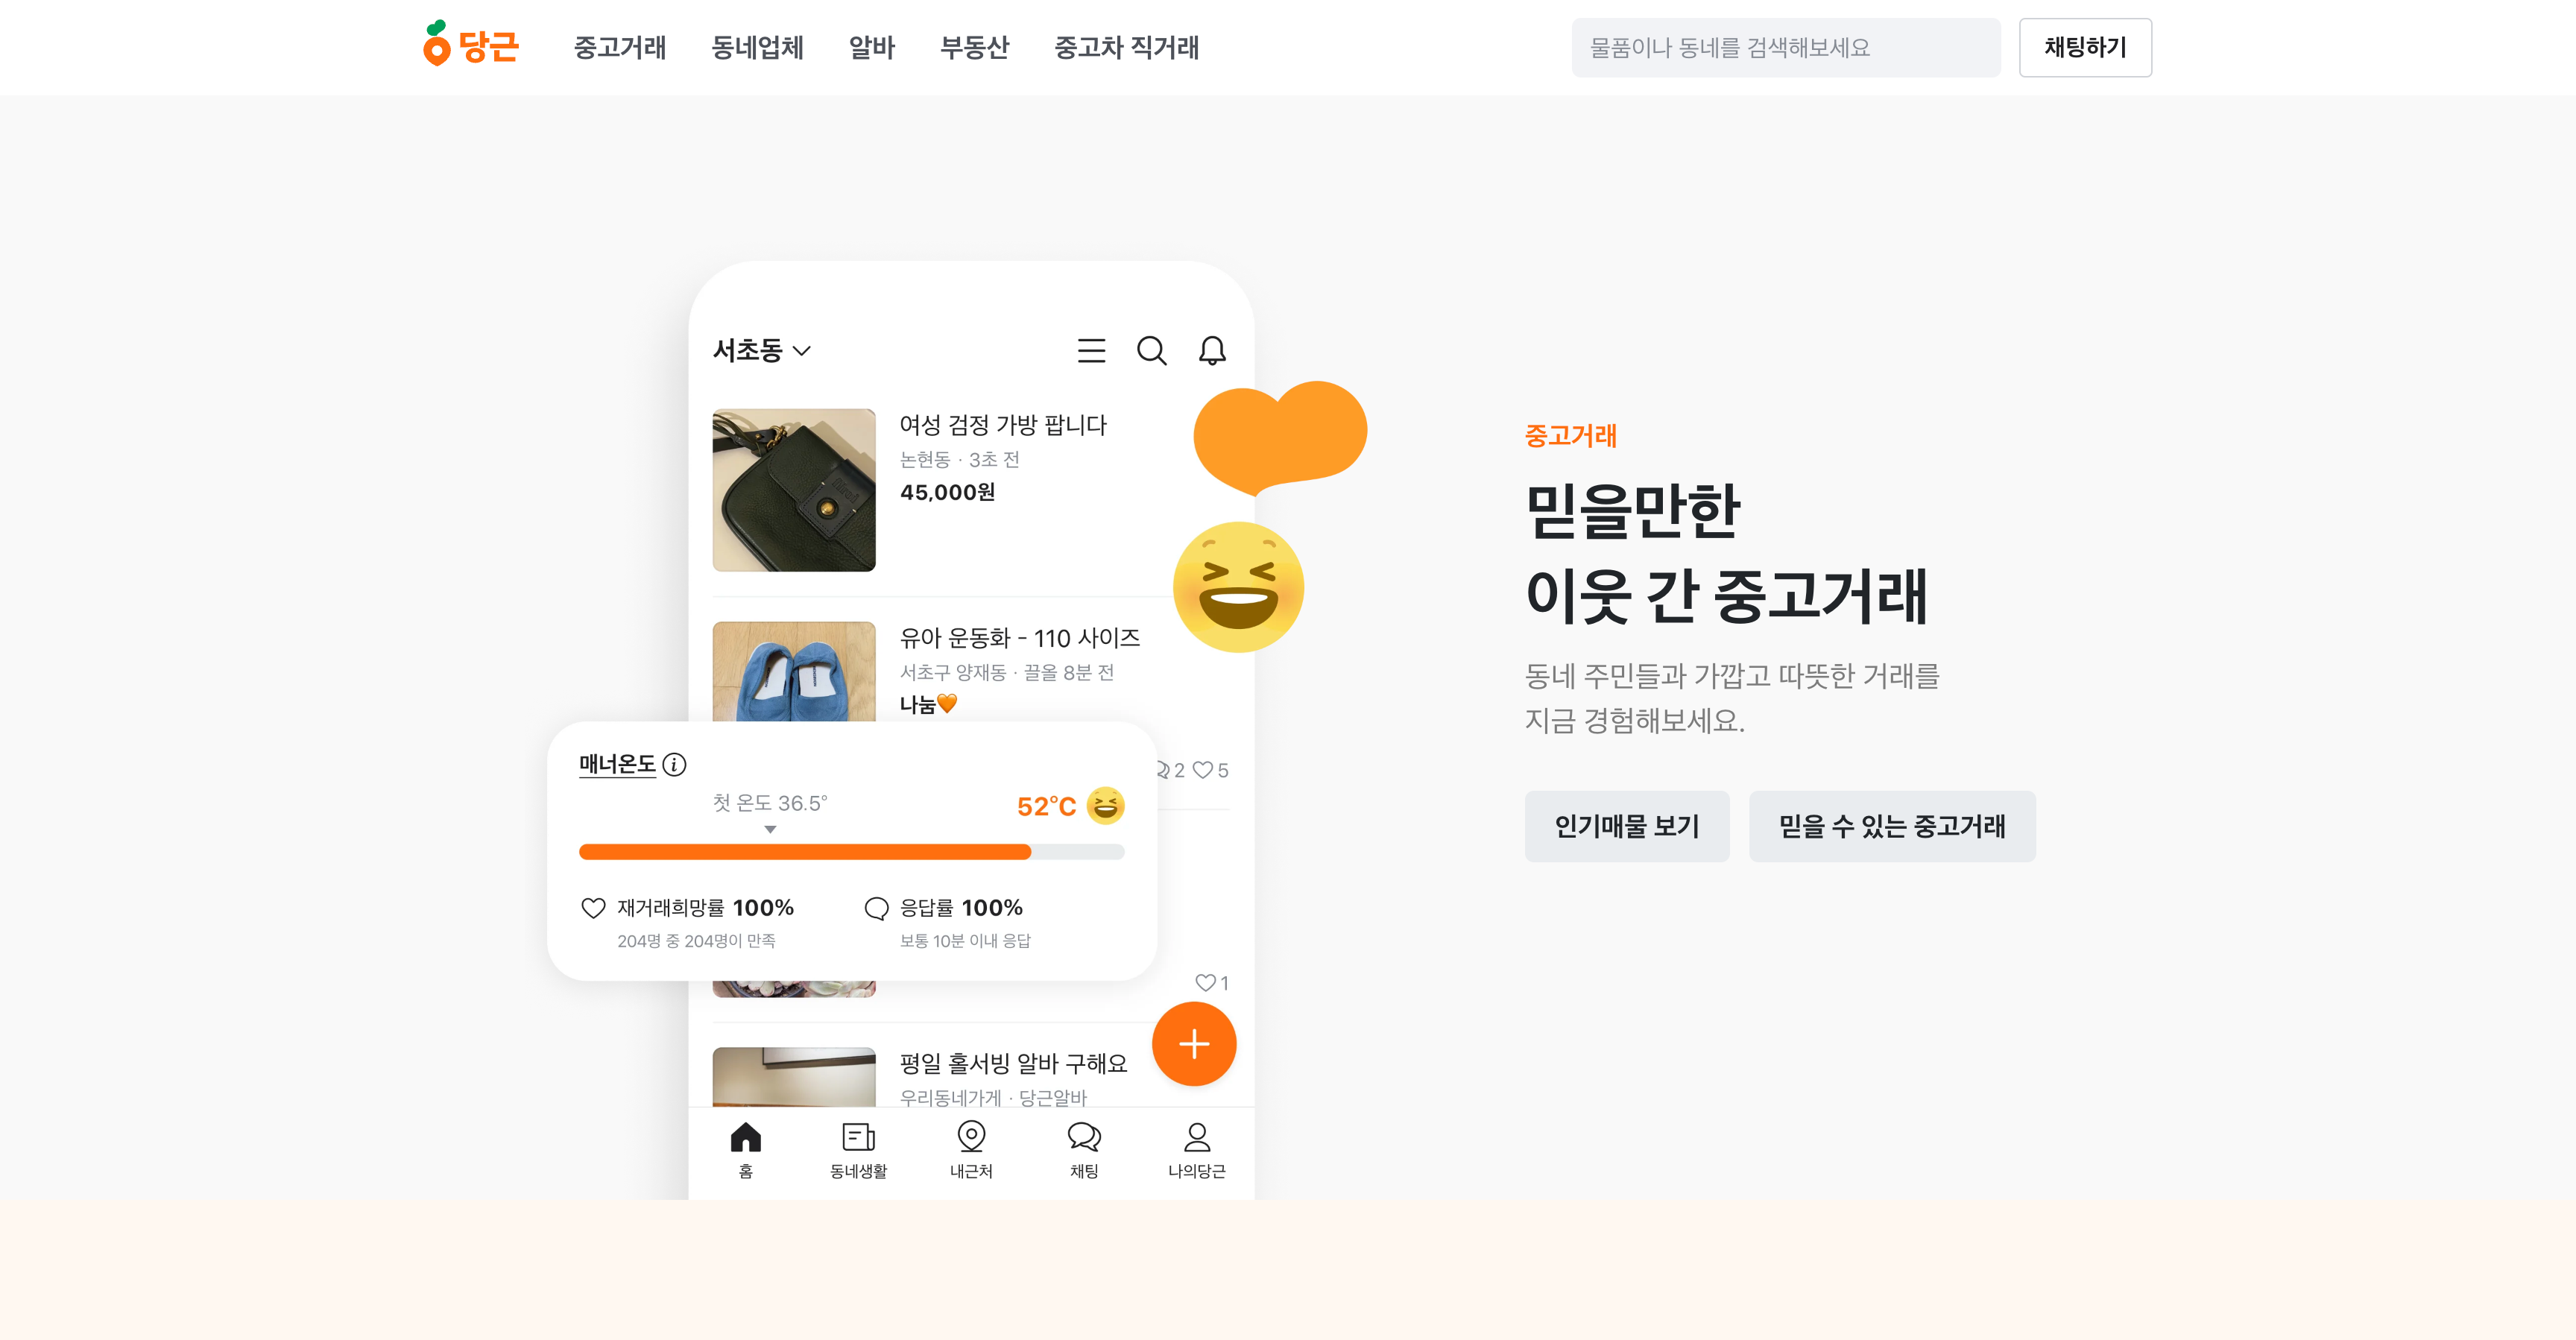 당근
중고거래
동네업체
알바
부동산
중고차 직거래
물품이나 동네를 검색해보세요
채팅하기
서초동
여성 검정 가방 팝니다
논현동 · 3초 전
45,000원
유아 운동화 - 110 사이즈
서초구 양재동 · 끌올 8분 전
나눔🧡
2
5
매너온도
첫 온도 36.5°
52°C
재거래희망률 100%
204명 중 204명이 만족
응답률 100%
보통 10분 이내 응답
1
평일 홀서빙 알바 구해요
우리동네가게 · 당근알바
홈
동네생활
내근처
채팅
나의당근
중고거래
믿을만한
이웃 간 중고거래
동네 주민들과 가깝고 따뜻한 거래를
지금 경험해보세요.
인기매물 보기
믿을 수 있는 중고거래